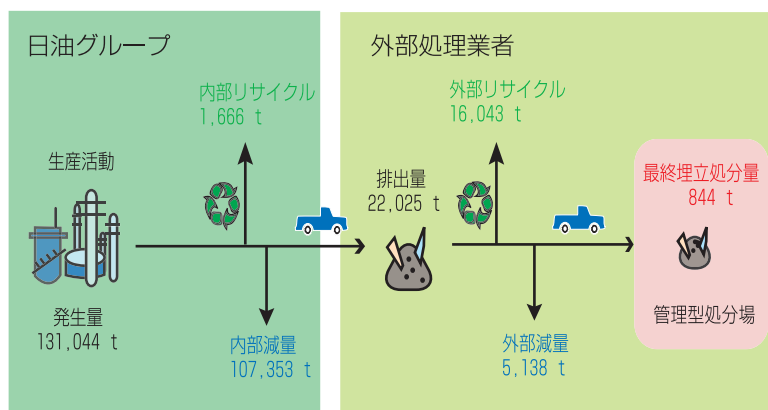 日油グループ
内部リサイクル
1,666 t
生産活動
発生量
131,044 t
内部減量
107,353 t
外部処理業者
外部リサイクル
16,043 t
排出量
22,025 t
外部減量
5,138 t
最終埋立処分量
844 t
管理型処分場